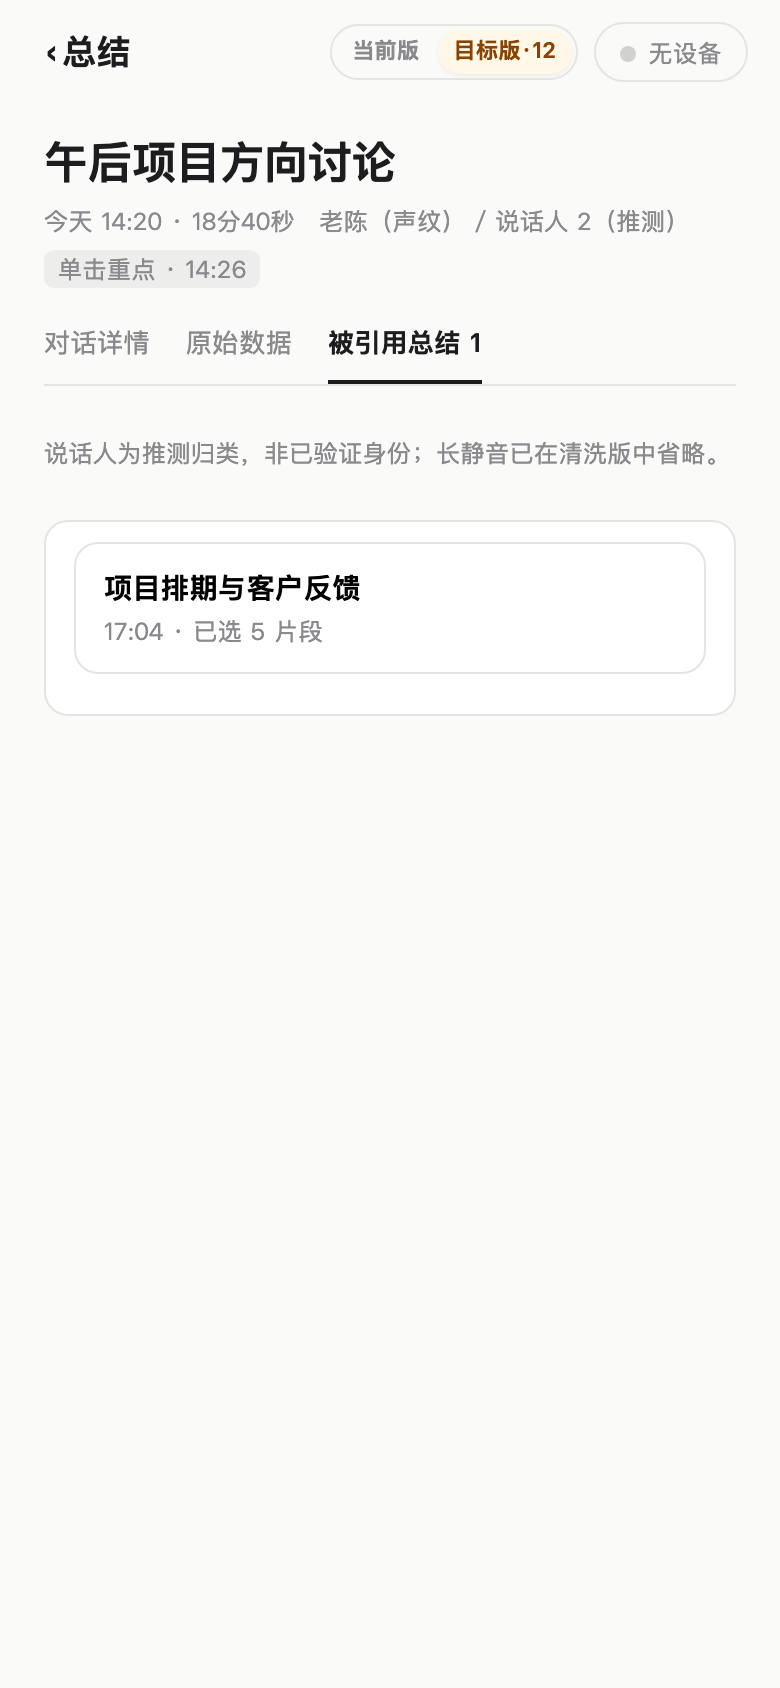 ‹总结
当前版 目标版·12 无设备
午后项目方向讨论
今天 14:20 · 18分40秒 老陈（声纹） / 说话人 2（推测）
单击重点 · 14:26
对话详情 原始数据 被引用总结 1
说话人为推测归类，非已验证身份；长静音已在清洗版中省略。
项目排期与客户反馈
17:04 · 已选 5 片段